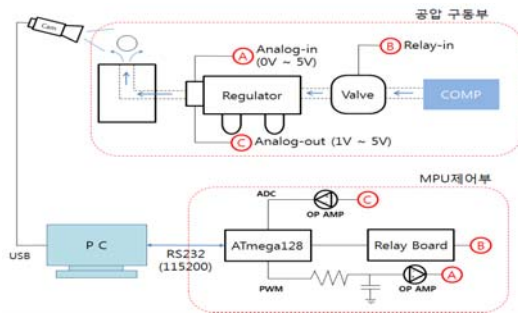 공압 구동부
Cam
A Analog-in
(0V ~ 5V)
B Relay-in
Regulator
Valve
COMP
C Analog-out (1V ~ 5V)
MPU제어부
ADC
C
OP AMP
P C
RS232
(115200)
ATmega128
Relay Board
B
USB
PWM
A
OP AMP